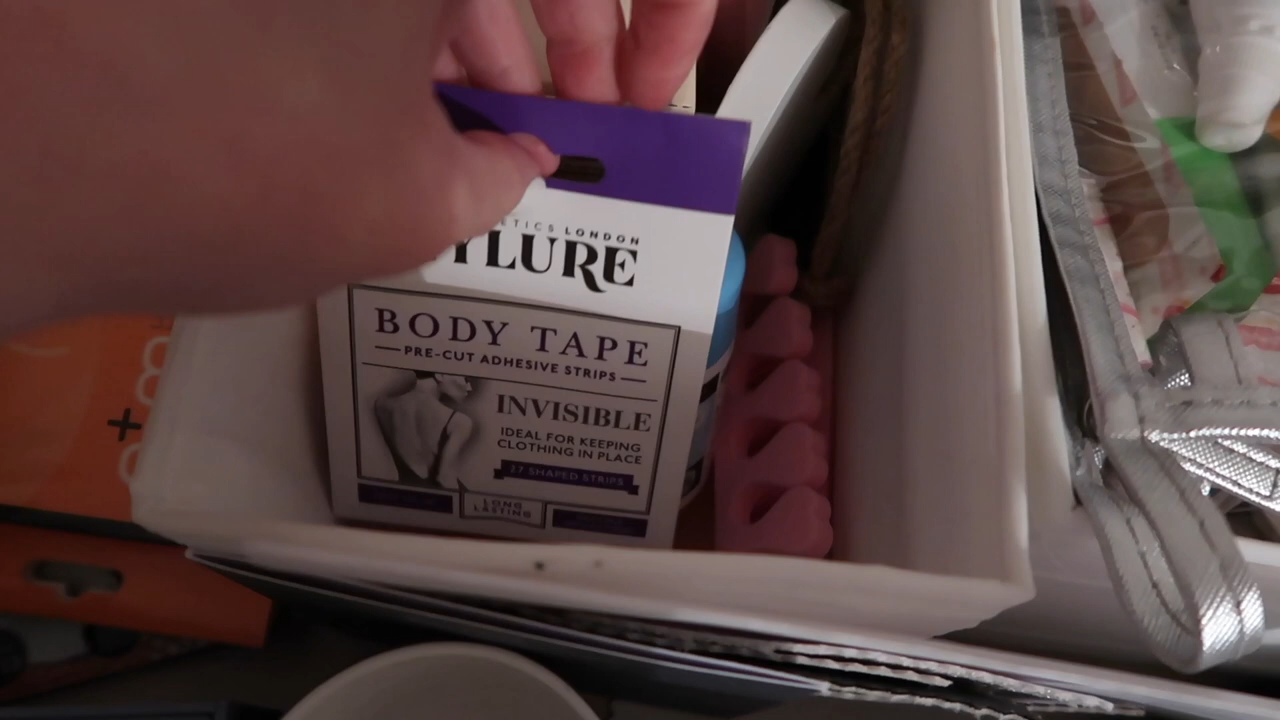 ETICS LONDON
YLURE
BODY TAPE
PRE-CUT ADHESIVE STRIPS
INVISIBLE
IDEAL FOR KEEPING
CLOTHING IN PLACE
27 SHAPED STRIPS
LONG
LASTING
+